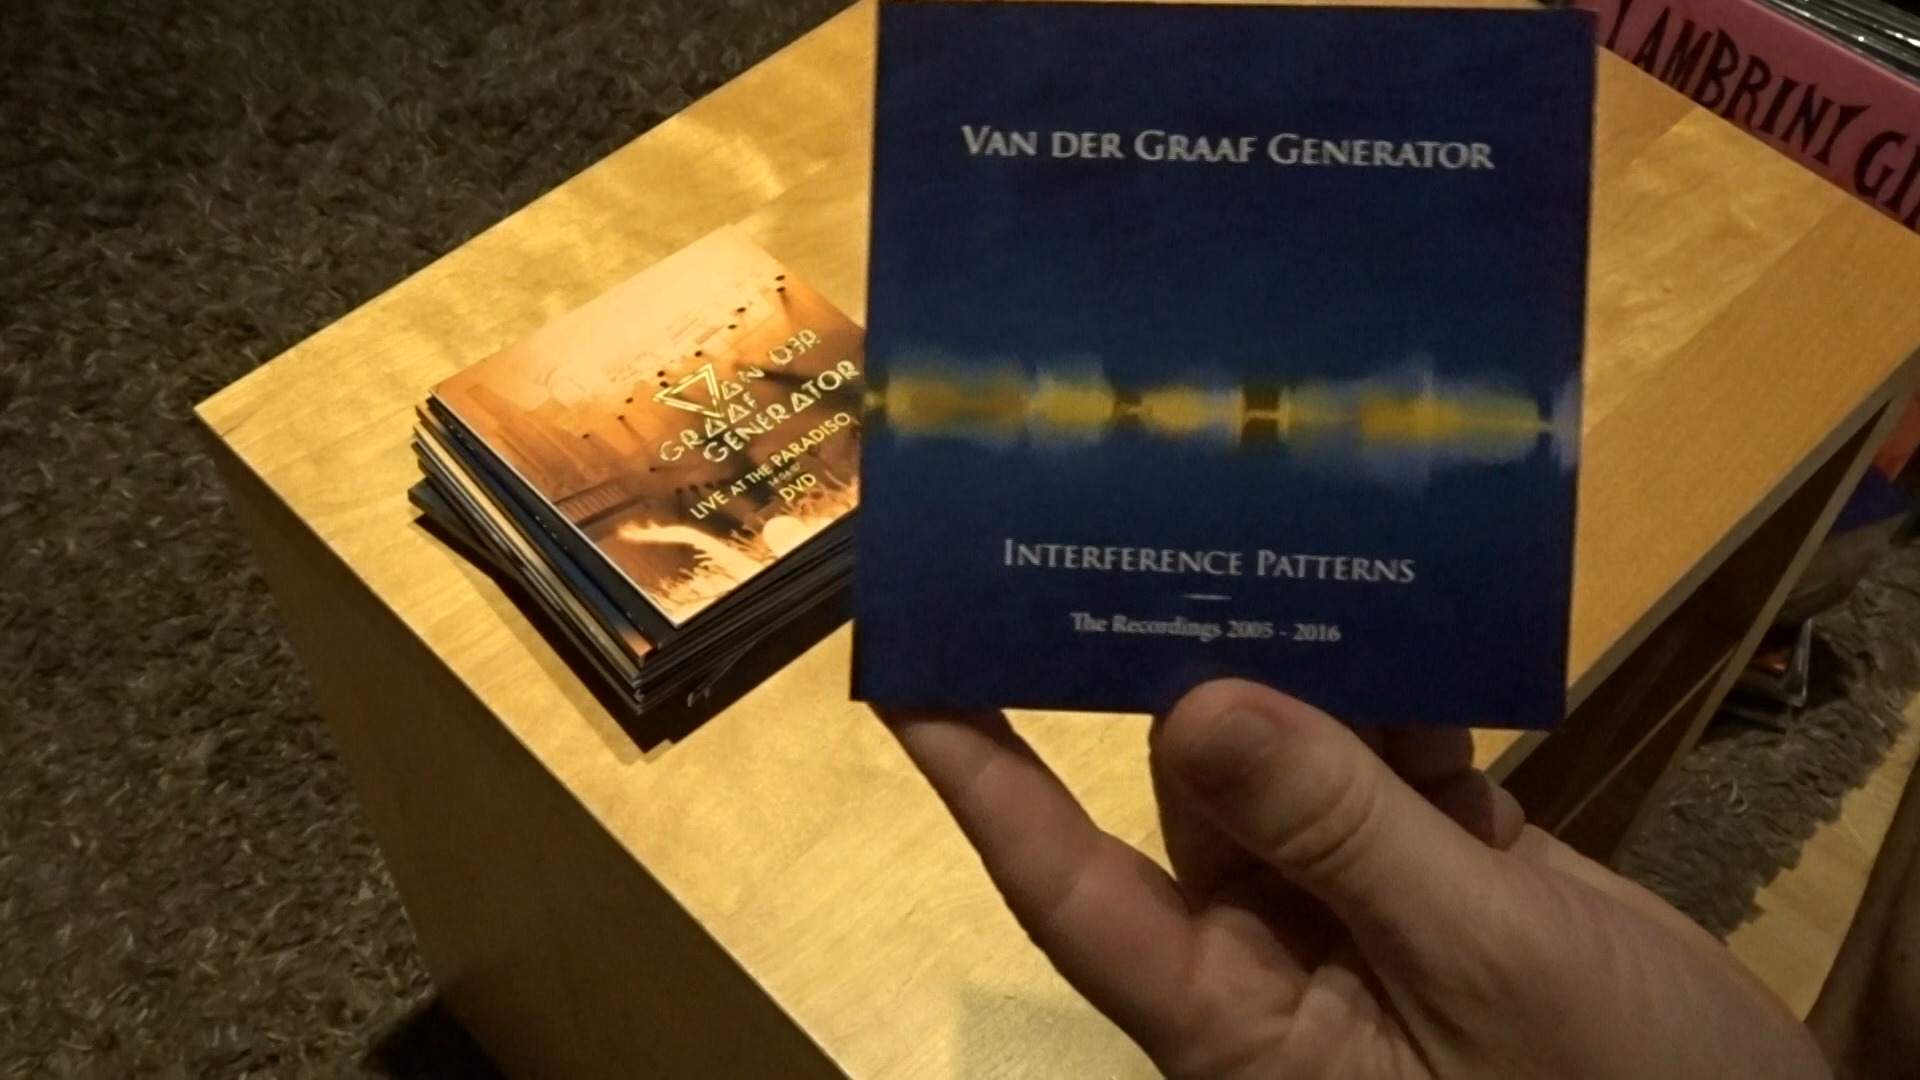 VAN DER GRAAF GENERATOR
INTERFERENCE PATTERNS
The Recordings 2005 - 2016
VAN DER
GRAAF
GENERATOR
LIVE AT THE PARADISO
DVD
LAMBRINI GI